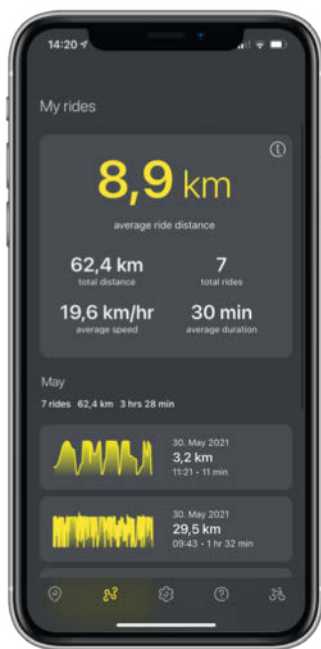 14:20
My rides
8,9 km
average ride distance
62,4 km 7
total distance total rides
19,6 km/hr 30 min
average speed average duration
May
7 rides 62,4 km 3 hrs 28 min
30. May 2021
3,2 km
11:21 • 11 min
30. May 2021
29,5 km
09:43 • 1 hr 32 min